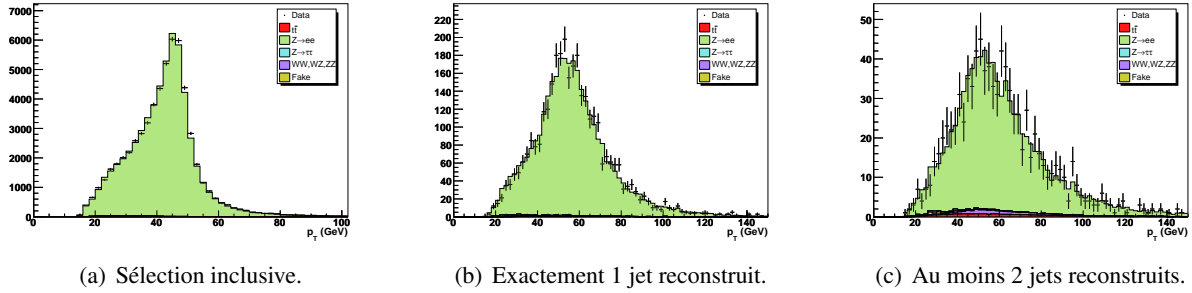 7000
6000
5000
4000
3000
2000
1000
0
0 20 40 60 80 100
p_T (GeV)
Data
tt̄
Z→ee
Z→ττ
WW,WZ,ZZ
Fake
(a) Sélection inclusive.
220
200
180
160
140
120
100
80
60
40
20
0
0 20 40 60 80 100 120 140
p_T (GeV)
Data
tt̄
Z→ee
Z→ττ
WW,WZ,ZZ
Fake
(b) Exactement 1 jet reconstruit.
50
40
30
20
10
0
0 20 40 60 80 100 120 140
p_T (GeV)
Data
tt̄
Z→ee
Z→ττ
WW,WZ,ZZ
Fake
(c) Au moins 2 jets reconstruits.